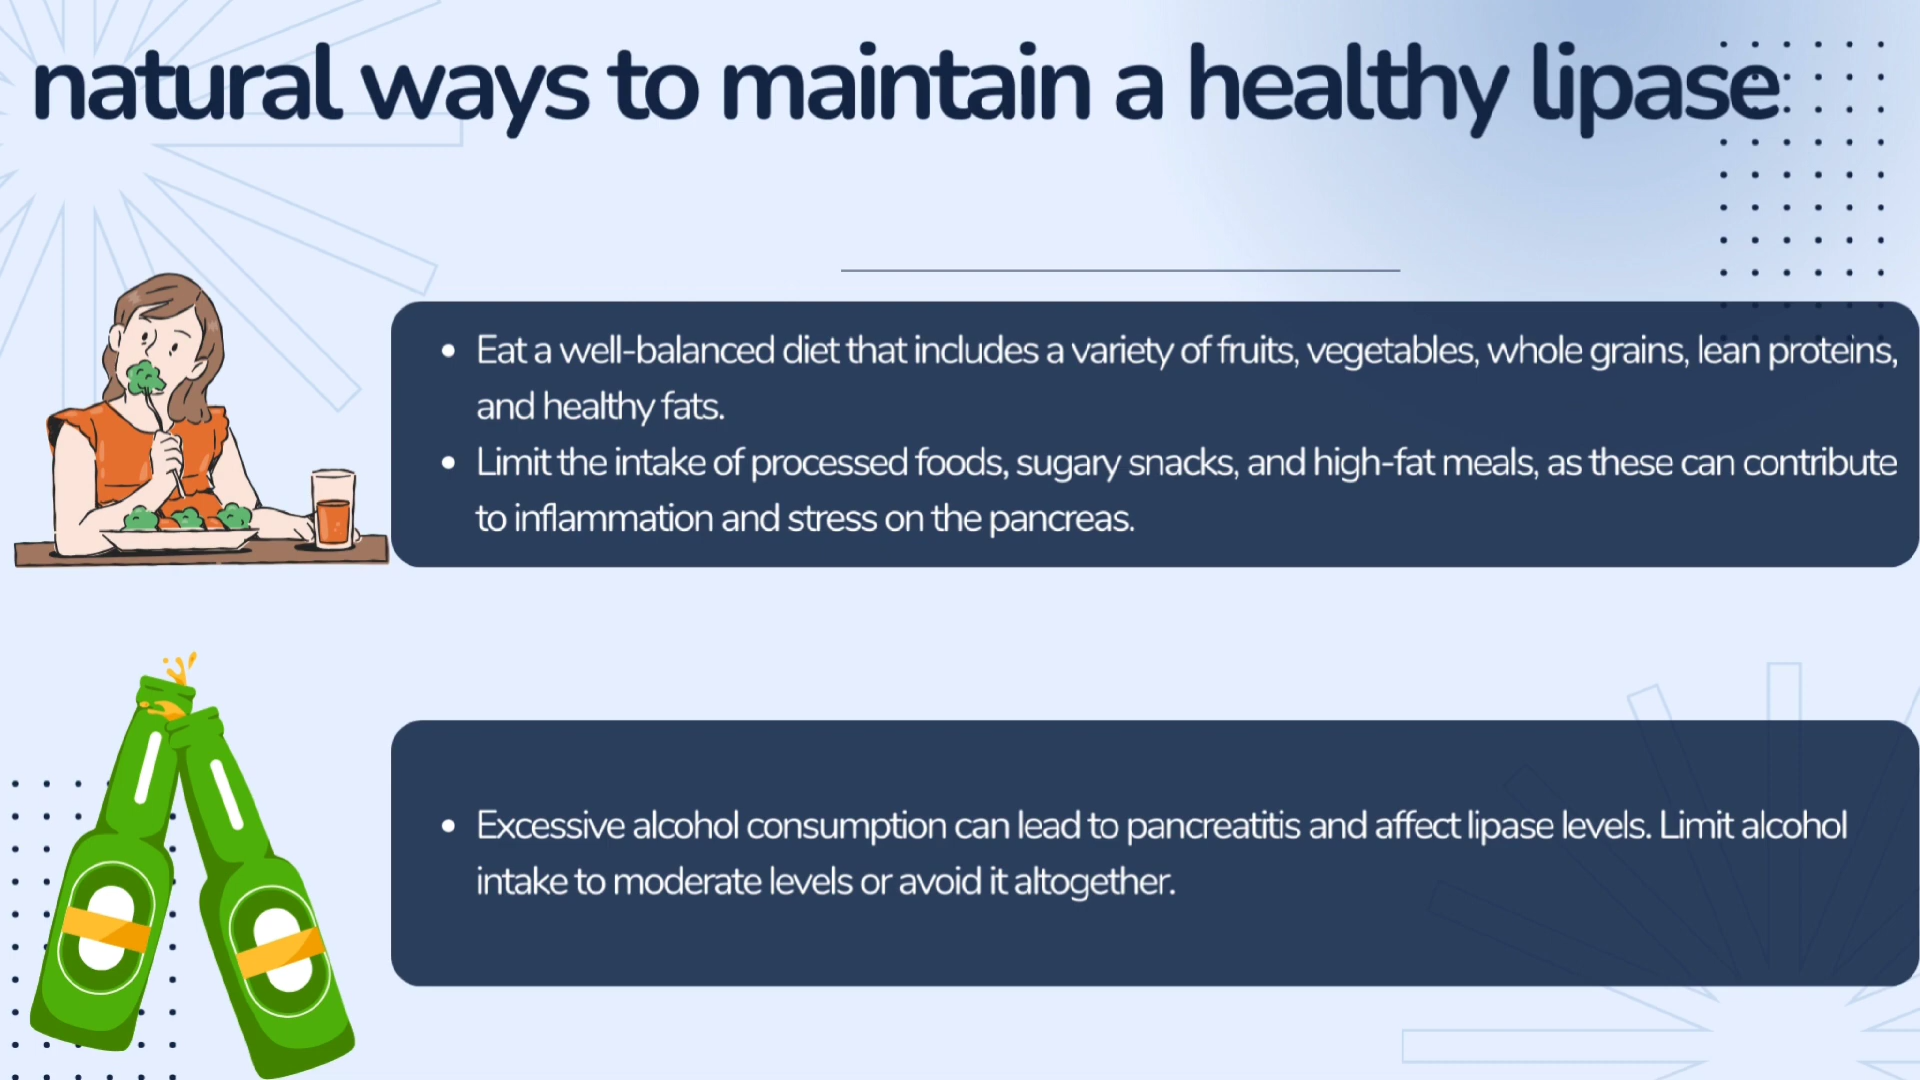 natural ways to maintain a healthy lipase
• Eat a well-balanced diet that includes a variety of fruits, vegetables, whole grains, lean proteins,
and healthy fats.
• Limit the intake of processed foods, sugary snacks, and high-fat meals, as these can contribute
to inflammation and stress on the pancreas.
• Excessive alcohol consumption can lead to pancreatitis and affect lipase levels. Limit alcohol
intake to moderate levels or avoid it altogether.